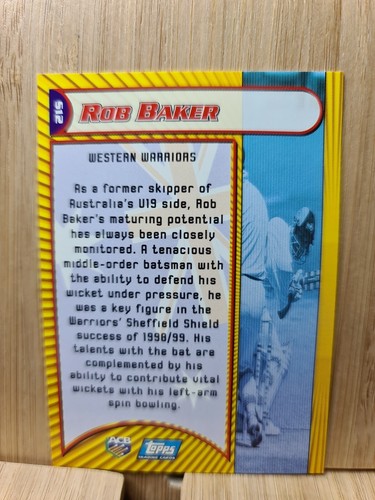 S12
ROB BAKER
WESTERN WARRIORS
As a former skipper of
Australia's U19 side, Rob
Baker's maturing potential
has always been closely
monitored. A tenacious
middle-order batsman with
the ability to defend his
wicket under pressure, he
was a key figure in the
Warriors' Sheffield Shield
success of 1998/99. His
talents with the bat are
complemented by his
ability to contribute vital
wickets with his left-arm
spin bowling.
ACB
Topps